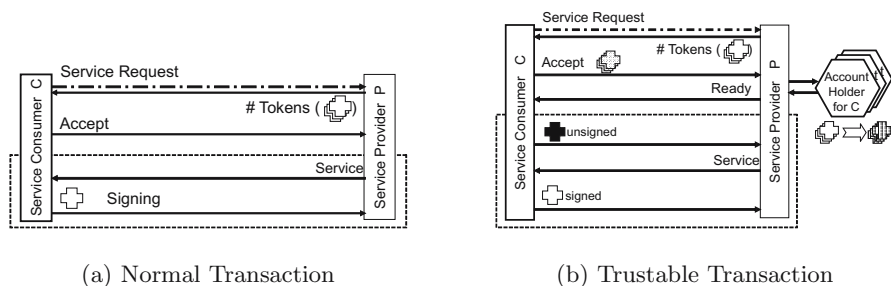 Service Consumer C
Service Request
# Tokens ( )
Accept
Service
Signing
Service Provider P
(a) Normal Transaction
Service Consumer C
Service Request
# Tokens ( )
Accept
Ready
unsigned
Service
signed
Service Provider P
Account
Holder
for C
t
t
(b) Trustable Transaction